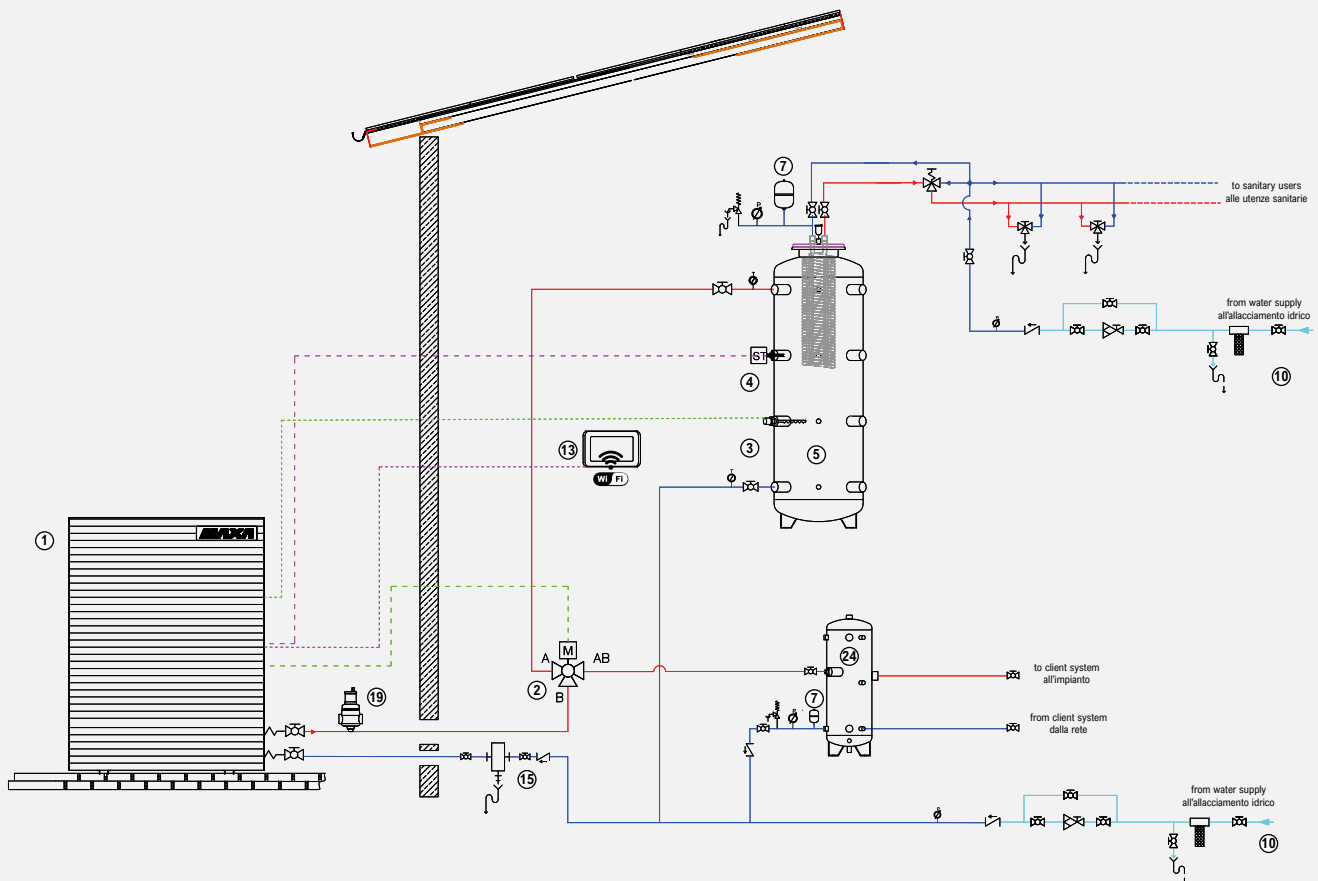 7
P
to sanitary users
alle utenze sanitarie
T
from water supply
all'allacciamento idrico
P
ST
4
10
13
3
5
Wi Fi
T
1
MAXA
M
A
AB
24
to client system
all'impianto
2
19
B
7
P
from client system
dalla rete
15
from water supply
all'allacciamento idrico
P
10